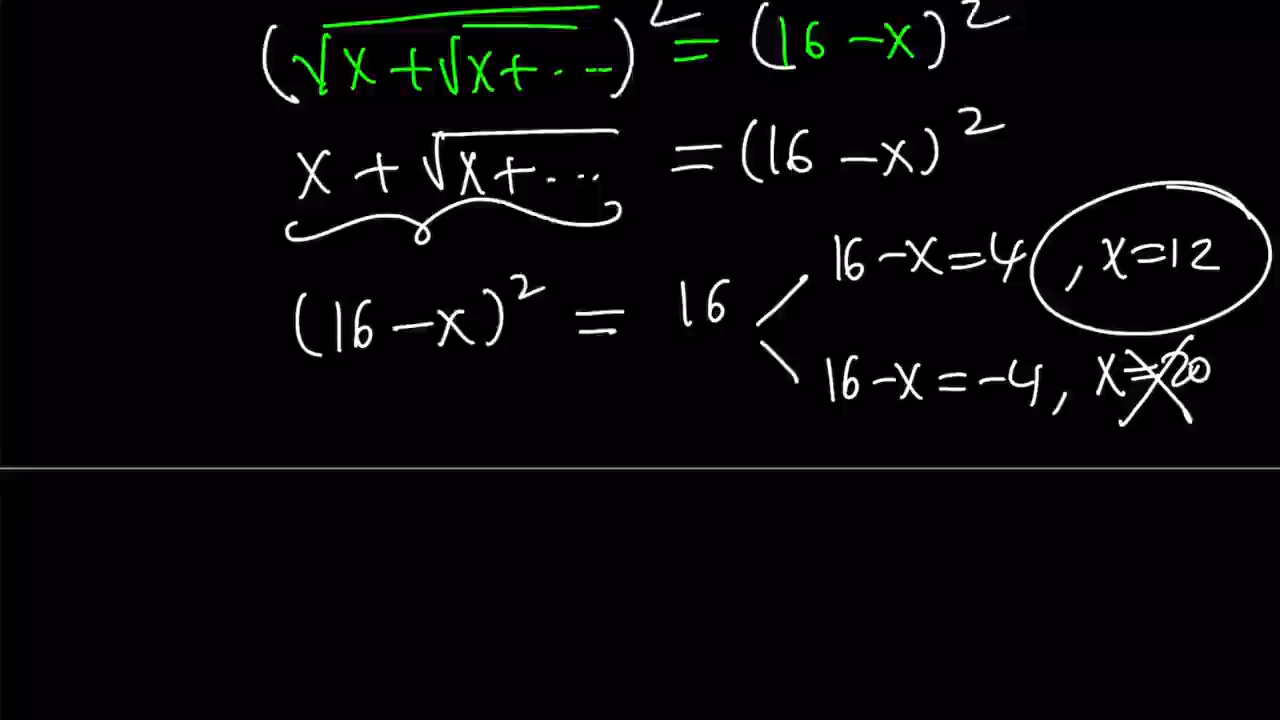 (√x+√x+...)² = (16-x)²
x+√x+... = (16-x)²
16-x=4, x=12
(16-x)² = 16
16-x=-4, x=20